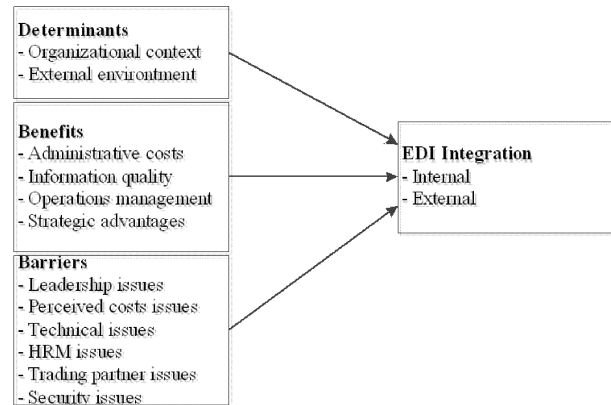 Determinants
- Organizational context
- External environtment
Benefits
- Administrative costs
- Information quality
- Operations management
- Strategic advantages
Barriers
- Leadership issues
- Perceived costs issues
- Technical issues
- HRM issues
- Trading partner issues
- Security issues
EDI Integration
- Internal
- External